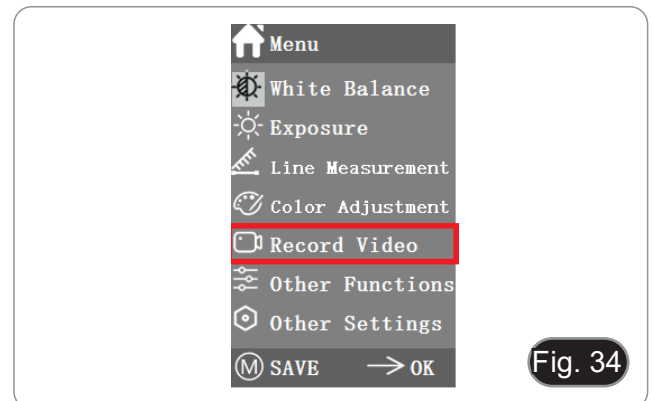 Menu
White Balance
Exposure
Line Measurement
Color Adjustment
Record Video
Other Functions
Other Settings
M SAVE → OK
Fig. 34